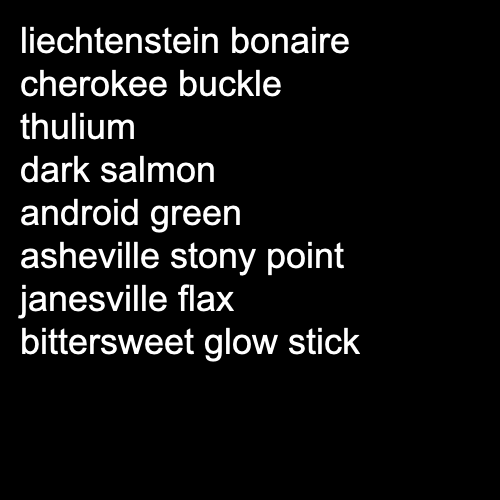 liechtenstein bonaire
cherokee buckle
thulium
dark salmon
android green
asheville stony point
janesville flax
bittersweet glow stick